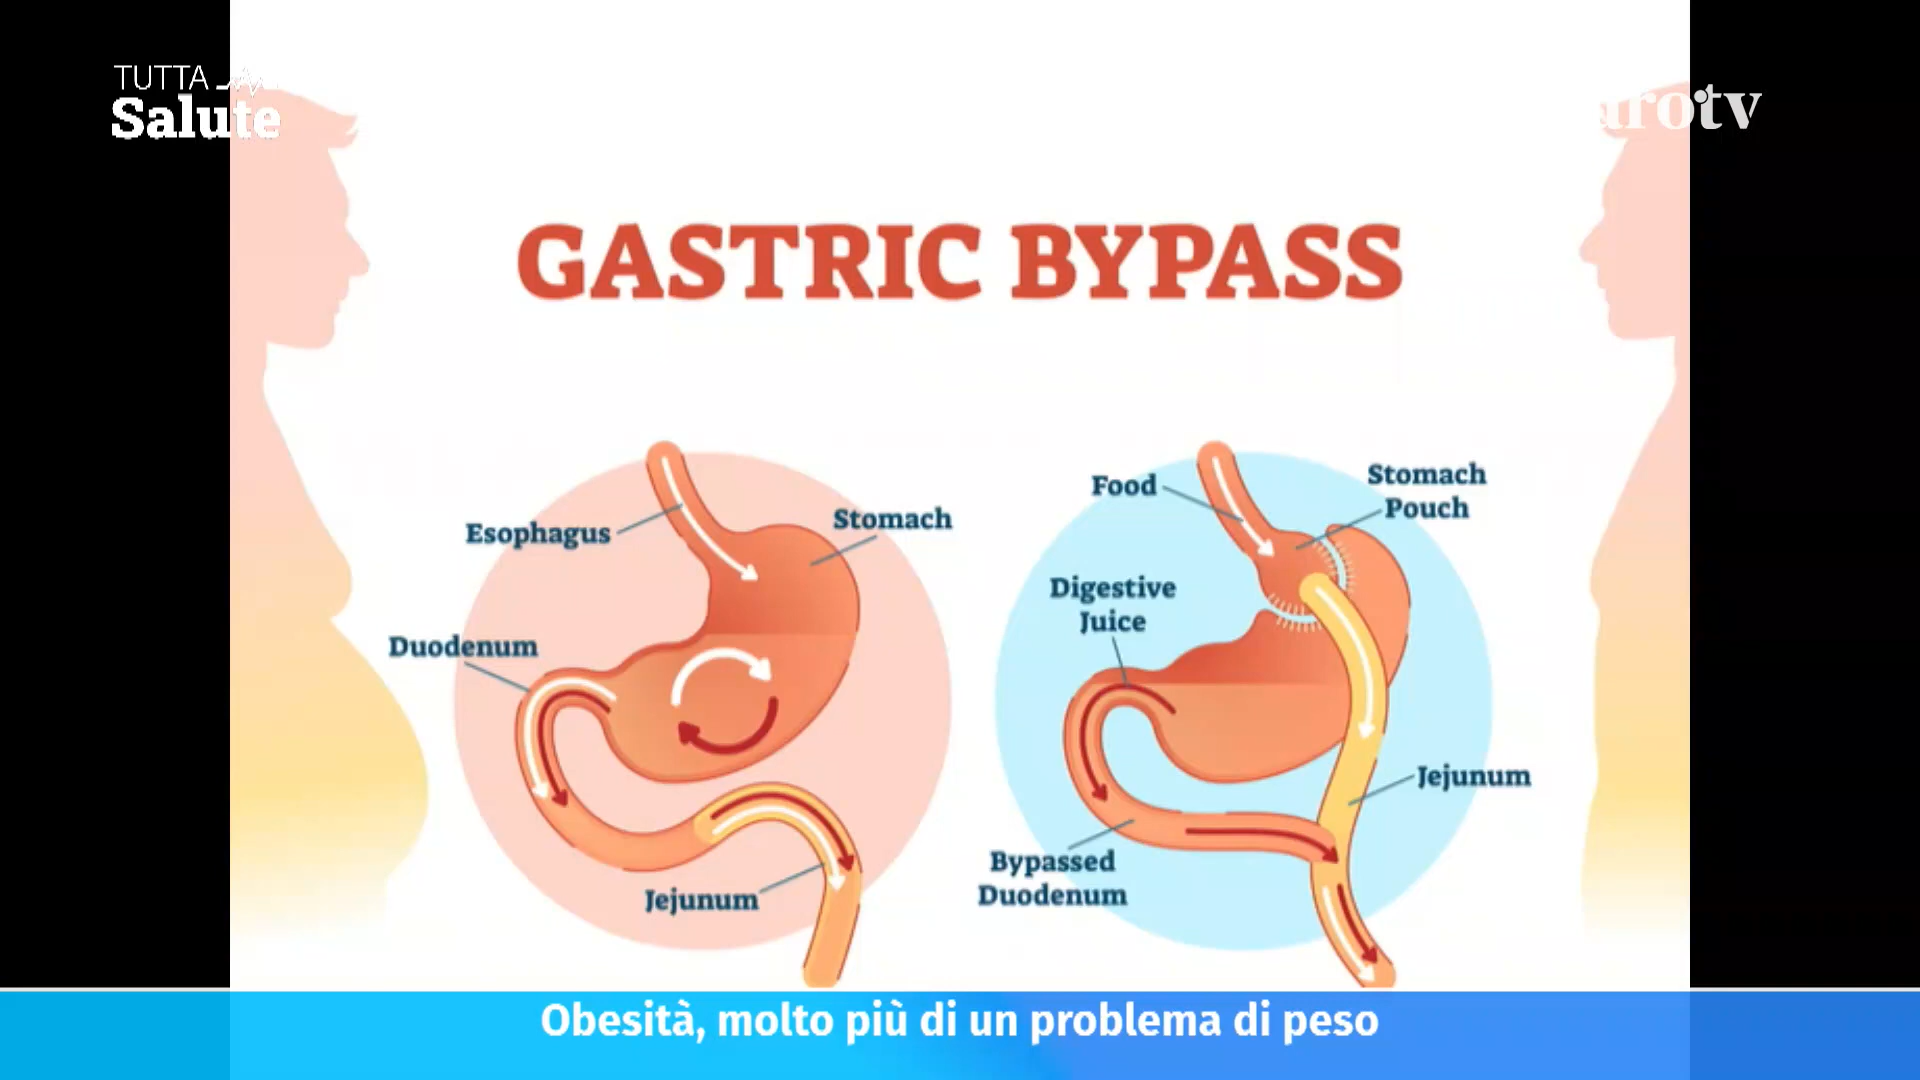 TUTTA
Salute
rotv
GASTRIC BYPASS
Esophagus
Stomach
Duodenum
Jejunum
Food
Stomach
Pouch
Digestive
Juice
Jejunum
Bypassed
Duodenum
Obesità, molto più di un problema di peso